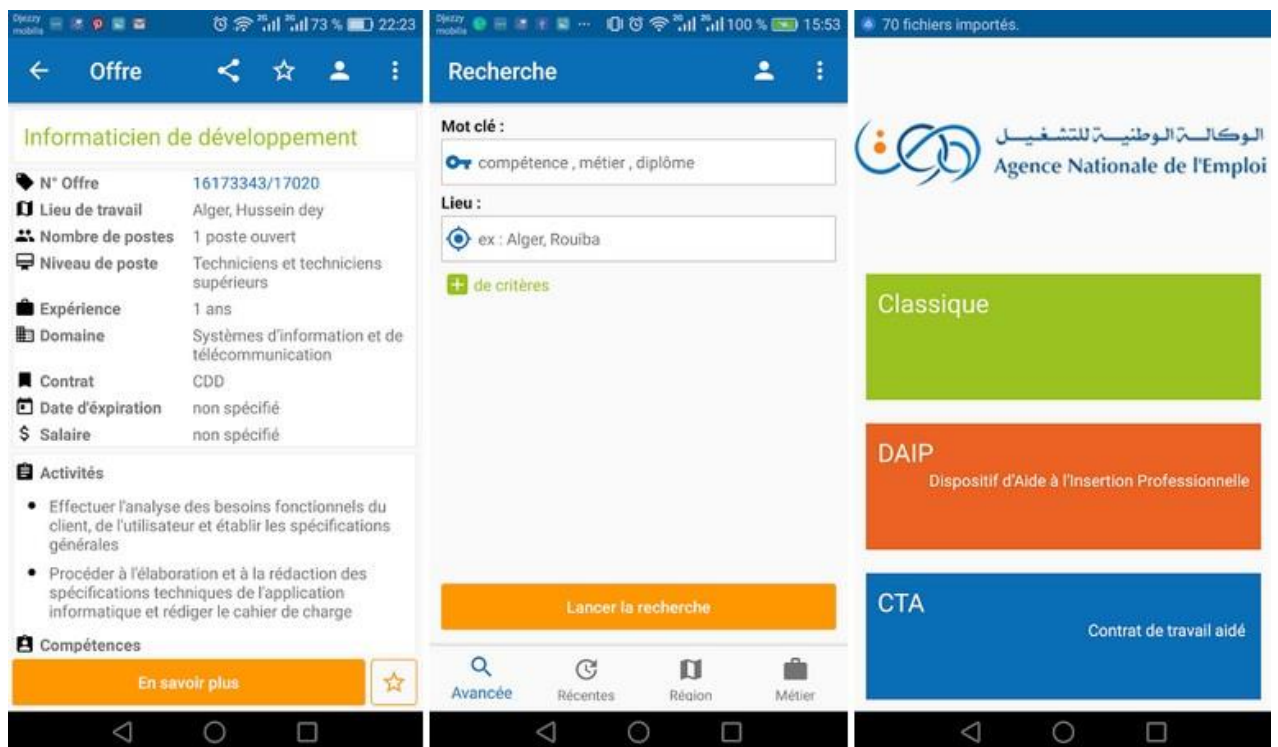 Djezzy
mobilis
73 % 22:23
Offre
Informaticien de développement
N° Offre 16173343/17020
Lieu de travail Alger, Hussein dey
Nombre de postes 1 poste ouvert
Niveau de poste Techniciens et techniciens
supérieurs
Expérience 1 ans
Domaine Systèmes d'information et de
télécommunication
Contrat CDD
Date d'éxpiration non spécifié
Salaire non spécifié
Activités
Effectuer l'analyse des besoins fonctionnels du
client, de l'utilisateur et établir les spécifications
générales
Procéder à l'élaboration et à la rédaction des
spécifications techniques de l'application
informatique et rédiger le cahier de charge
Compétences
En savoir plus
Djezzy
mobilis
100 % 15:53
Recherche
Mot clé :
compétence , métier , diplôme
Lieu :
ex : Alger, Rouïba
de critères
Lancer la recherche
Avancée Récentes Région Métier
70 fichiers importés.
الوكالة الوطنية للتشغيل
Agence Nationale de l'Emploi
Classique
DAIP
Dispositif d'Aide à l'Insertion Professionnelle
CTA
Contrat de travail aidé